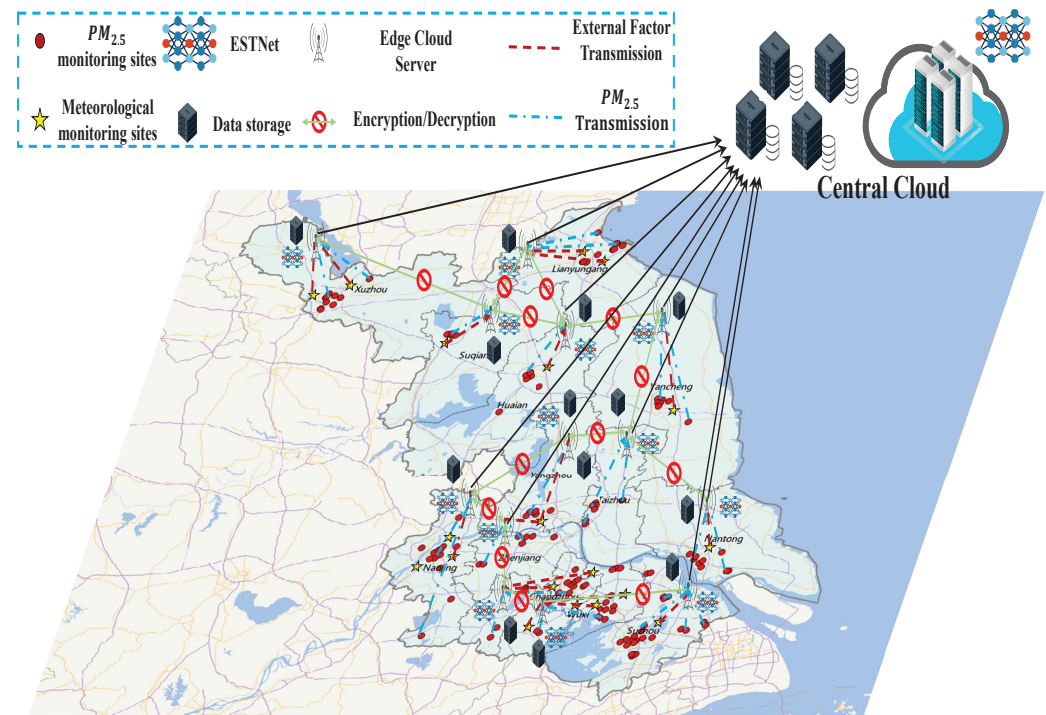 PM2.5
monitoring sites
ESTNet
Edge Cloud
Server
External Factor
Transmission
Meteorological
monitoring sites
Data storage
Encryption/Decryption
PM2.5
Transmission
Central Cloud
Lianyungang
Xuzhou
Suqian
Yancheng
Huaian
Yangzhou
Taizhou
Nantong
Zhenjiang
Nanjing
Changzhou
Wuxi
Suzhou